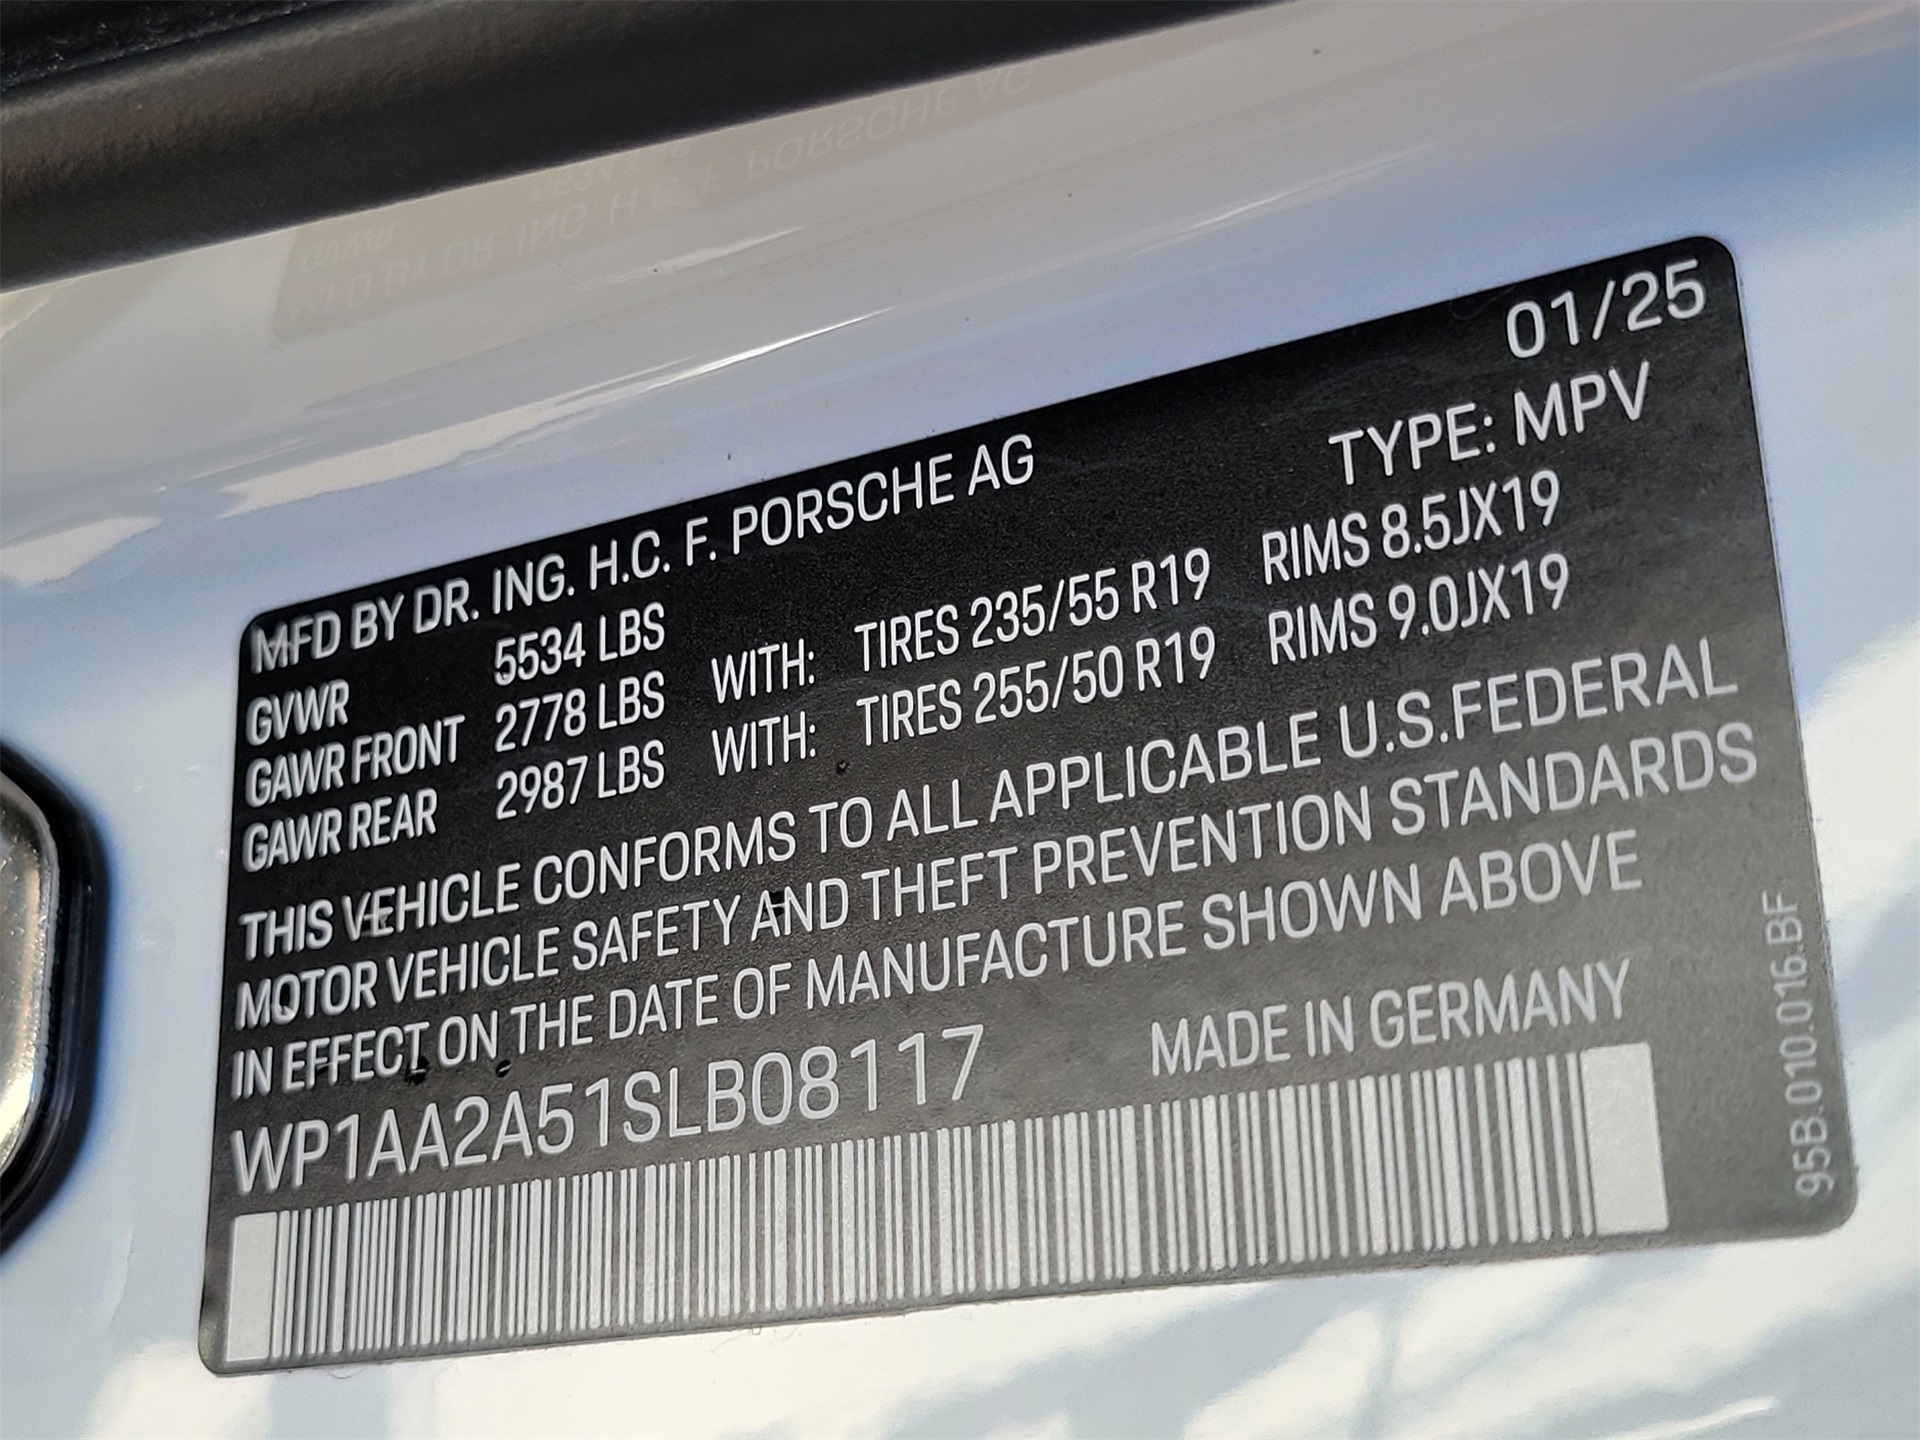 01/25
MFD BY DR. ING. H.C. F. PORSCHE AG TYPE: MPV
GVWR 5534 LBS
GAWR FRONT 2778 LBS WITH: TIRES 235/55 R19 RIMS 8.5JX19
GAWR REAR 2987 LBS WITH: TIRES 255/50 R19 RIMS 9.0JX19
THIS VEHICLE CONFORMS TO ALL APPLICABLE U.S.FEDERAL
MOTOR VEHICLE SAFETY AND THEFT PREVENTION STANDARDS
IN EFFECT ON THE DATE OF MANUFACTURE SHOWN ABOVE
WP1AA2A51SLB08117 MADE IN GERMANY
95B.010.016.BF